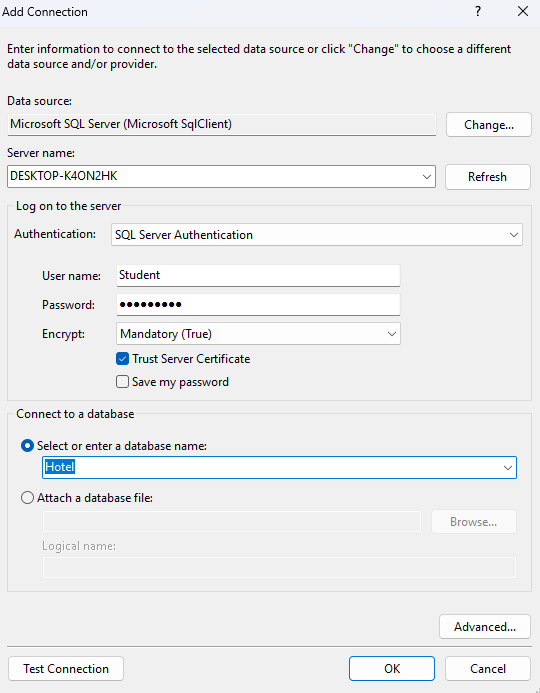 Add Connection
?
Enter information to connect to the selected data source or click "Change" to choose a different
data source and/or provider.
Data source:
Microsoft SQL Server (Microsoft SqlClient)
Change...
Server name:
DESKTOP-K4ON2HK
Refresh
Log on to the server
Authentication:
SQL Server Authentication
User name:
Student
Password:
●●●●●●●●●
Encrypt:
Mandatory (True)
Trust Server Certificate
Save my password
Connect to a database
Select or enter a database name:
Hotel
Attach a database file:
Browse...
Logical name:
Advanced...
Test Connection
OK
Cancel